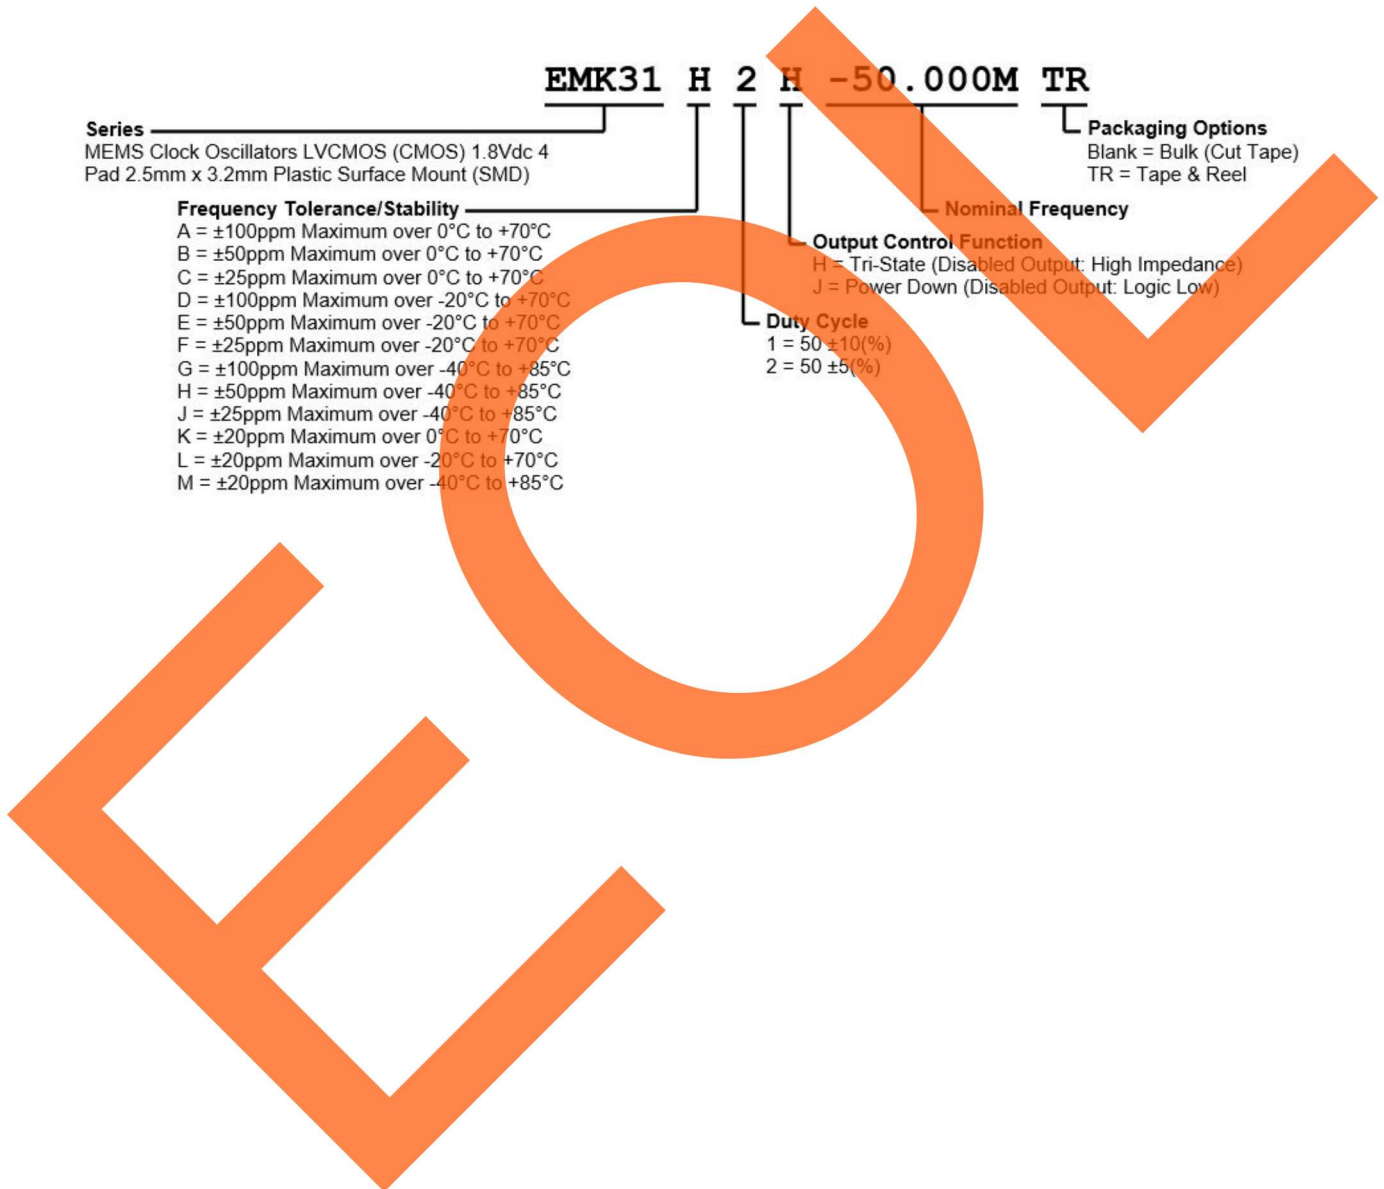 EMK31 H 2 H -50.000M TR
Series
MEMS Clock Oscillators LVCMOS (CMOS) 1.8Vdc 4
Pad 2.5mm x 3.2mm Plastic Surface Mount (SMD)
Packaging Options
Blank = Bulk (Cut Tape)
TR = Tape & Reel
Frequency Tolerance/Stability
A = ±100ppm Maximum over 0°C to +70°C
B = ±50ppm Maximum over 0°C to +70°C
C = ±25ppm Maximum over 0°C to +70°C
D = ±100ppm Maximum over -20°C to +70°C
E = ±50ppm Maximum over -20°C to +70°C
F = ±25ppm Maximum over -20°C to +70°C
G = ±100ppm Maximum over -40°C to +85°C
H = ±50ppm Maximum over -40°C to +85°C
J = ±25ppm Maximum over -40°C to +85°C
K = ±20ppm Maximum over 0°C to +70°C
L = ±20ppm Maximum over -20°C to +70°C
M = ±20ppm Maximum over -40°C to +85°C
Nominal Frequency
Output Control Function
H = Tri-State (Disabled Output: High Impedance)
J = Power Down (Disabled Output: Logic Low)
Duty Cycle
1 = 50 ±10(%)
2 = 50 ±5(%)
EOL